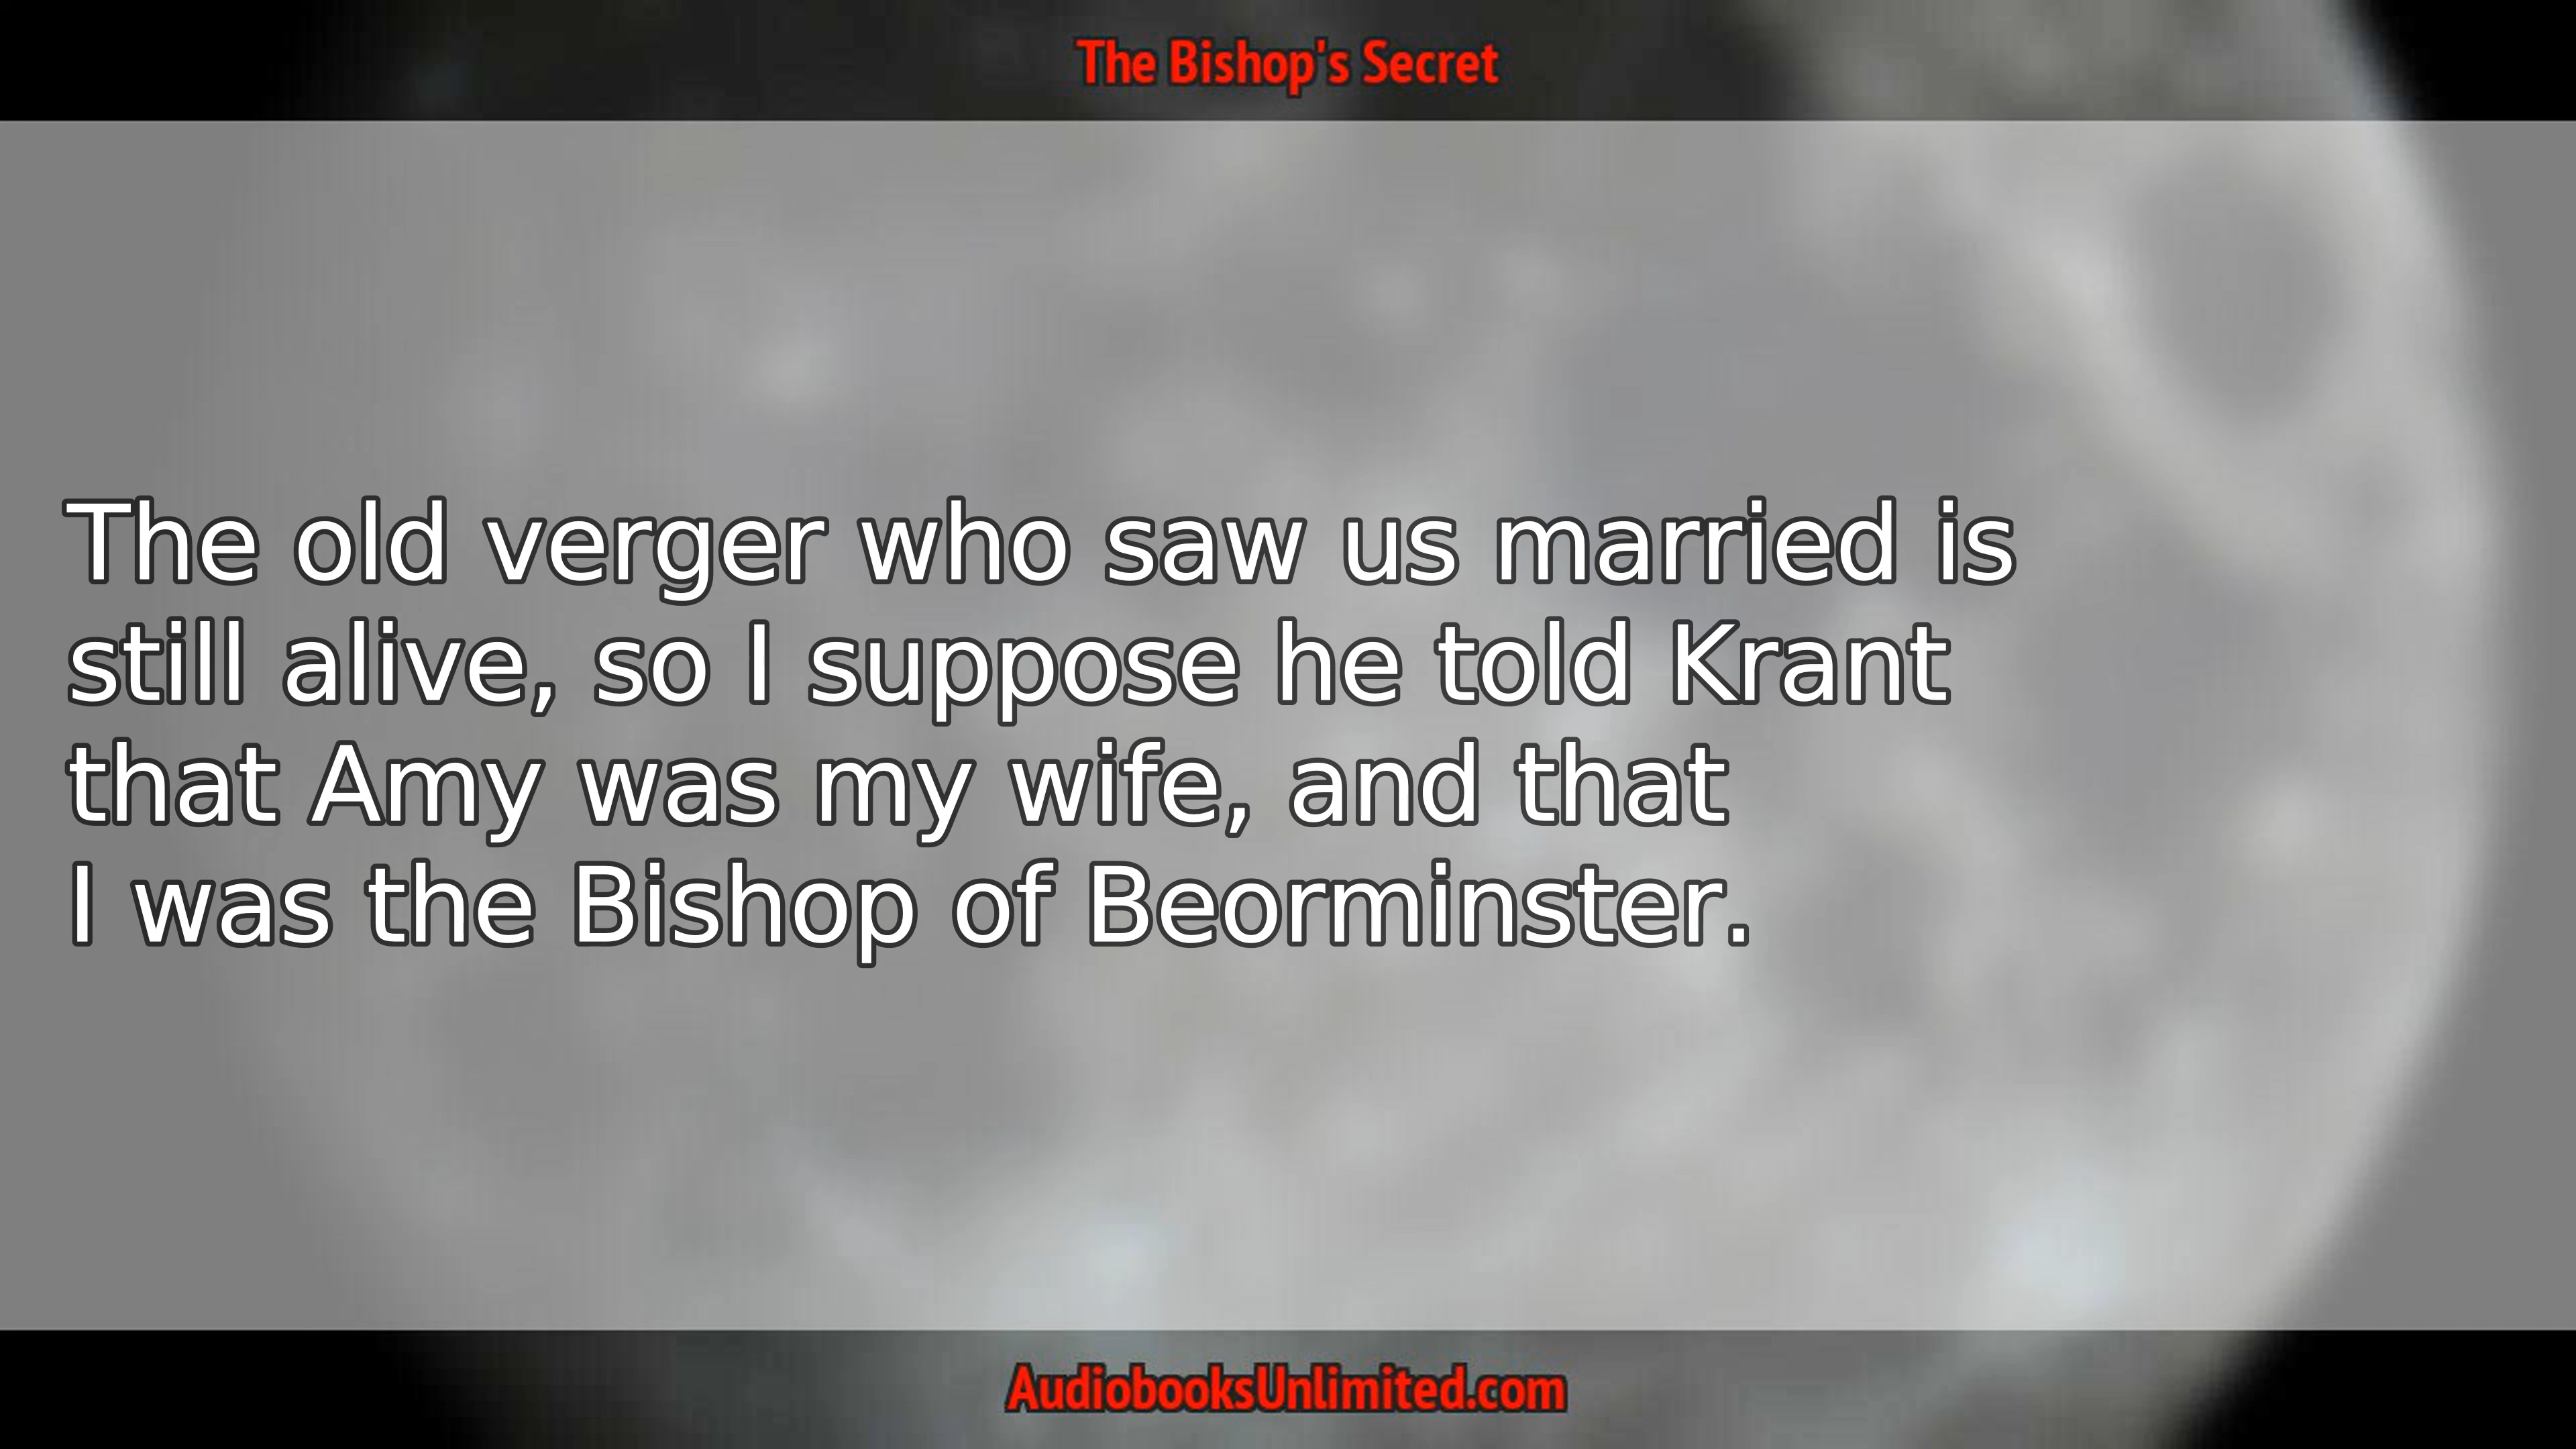 The Bishop's Secret
The old verger who saw us married is
still alive, so I suppose he told Krant
that Amy was my wife, and that
I was the Bishop of Beorminster.
AudiobooksUnlimited.com